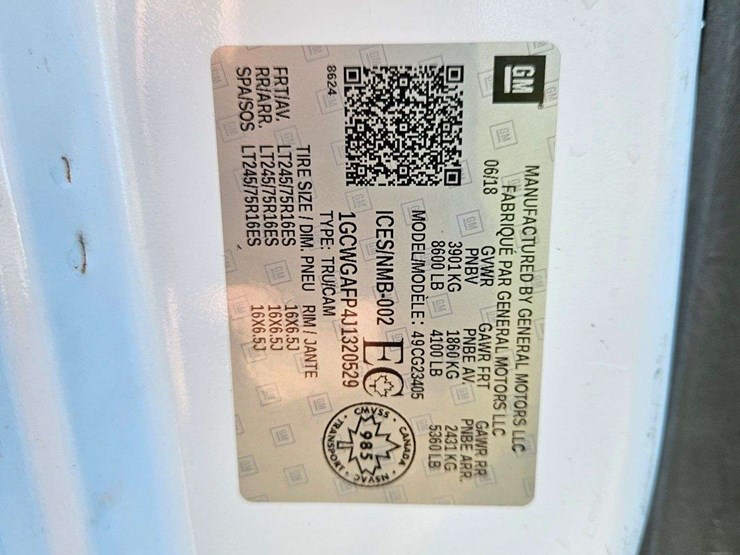 GM
MANUFACTURED BY GENERAL MOTORS LLC
FABRIQUÉ PAR GENERAL MOTORS LLC
06/18 GVWR GAWR FRT GAWR RR
PNBV PNBE AV. PNBE ARR.
3901 KG 1860 KG 2431 KG
8600 LB 4100 LB 5360 LB
MODEL/MODÈLE: 49CG23405
ICES/NMB-002 EC
1GCWGAFP4J1320529
TYPE: TRU/CAM
8624
TIRE SIZE / DIM. PNEU RIM / JANTE
FRT/AV. LT245/75R16ES 16X6.5J
RR/ARR. LT245/75R16ES 16X6.5J
SPA/SOS LT245/75R16ES 16X6.5J
CANADA
CMVSS NSVAC
985
TRANSPORT